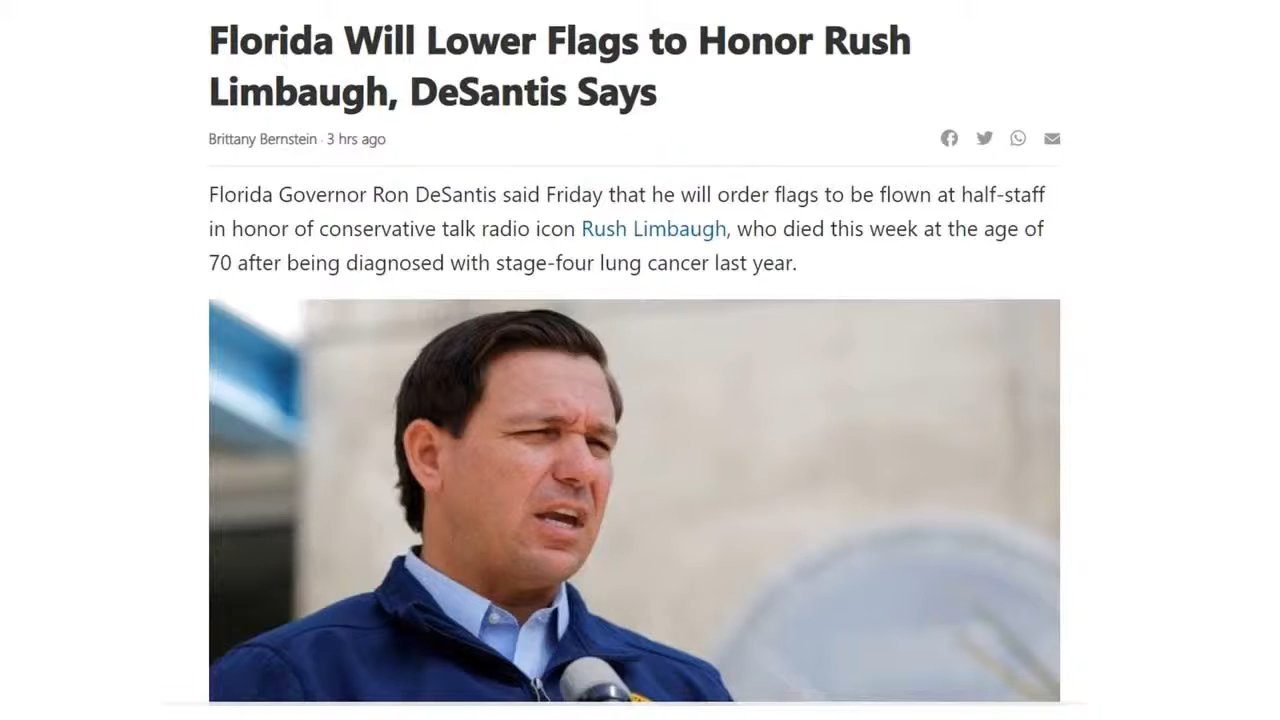 Florida Will Lower Flags to Honor Rush
Limbaugh, DeSantis Says
Brittany Bernstein · 3 hrs ago
Florida Governor Ron DeSantis said Friday that he will order flags to be flown at half-staff
in honor of conservative talk radio icon Rush Limbaugh, who died this week at the age of
70 after being diagnosed with stage-four lung cancer last year.